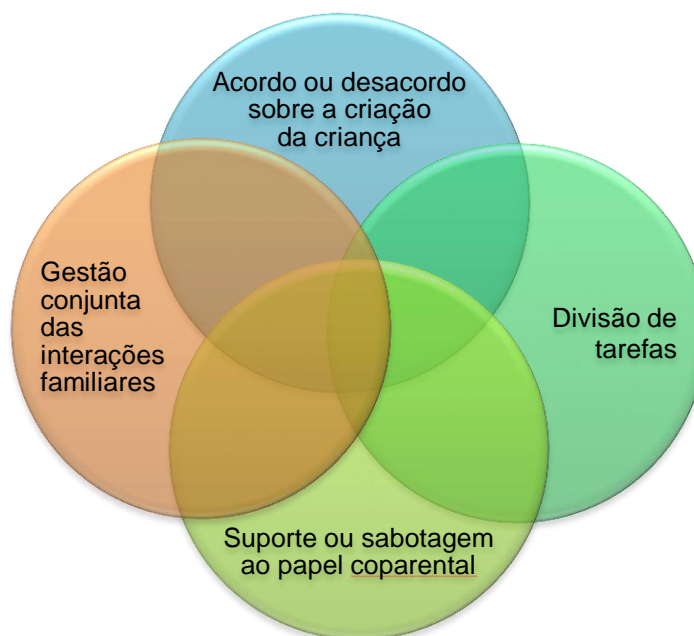 Acordo ou desacordo
sobre a criação
da criança
Gestão
conjunta
das
interações
familiares
Divisão de
tarefas
Suporte ou sabotagem
ao papel coparental